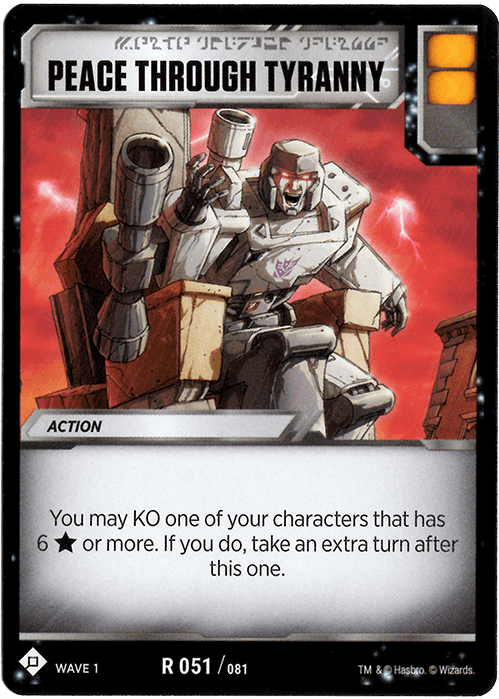 PEACE THROUGH TYRANNY
ACTION
You may KO one of your characters that has
6 ★ or more. If you do, take an extra turn after
this one.
WAVE 1
R 051 / 081
TM & © Hasbro. © Wizards.